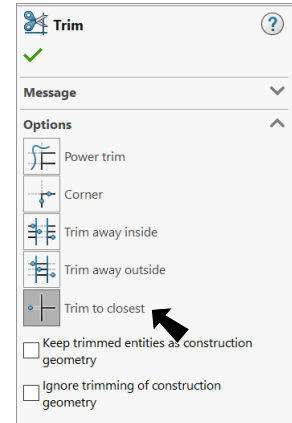 Trim
?
Message
Options
Power trim
Corner
Trim away inside
Trim away outside
Trim to closest
Keep trimmed entities as construction
geometry
Ignore trimming of construction
geometry